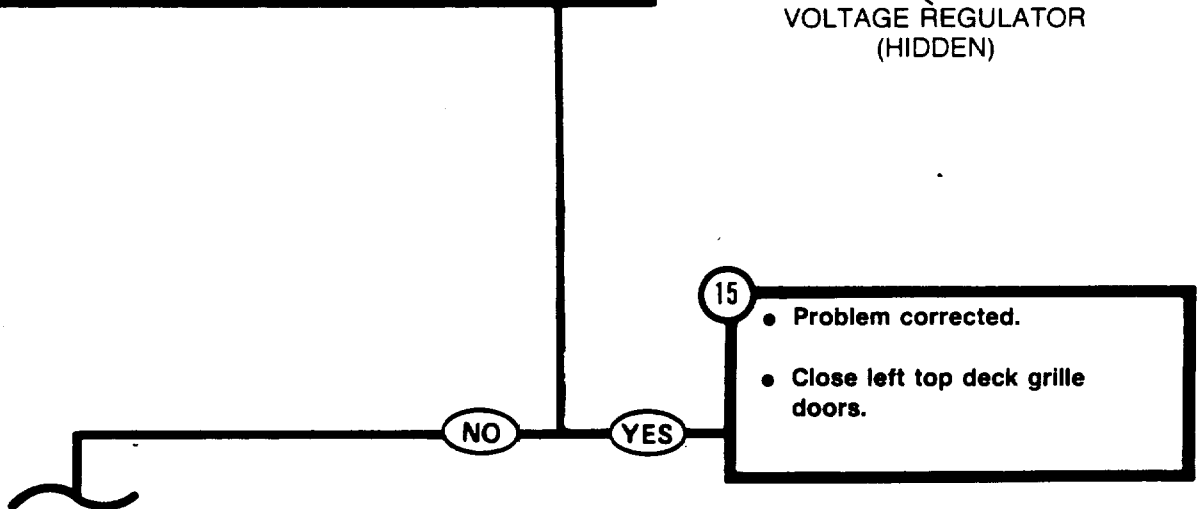 VOLTAGE REGULATOR
(HIDDEN)
15
• Problem corrected.
• Close left top deck grille
doors.
NO
YES